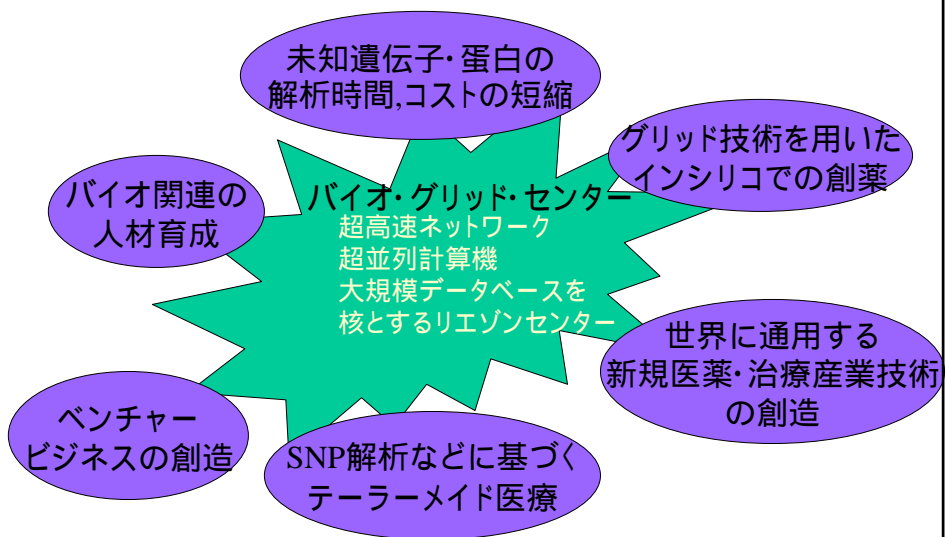 未知遺伝子・蛋白の
解析時間,コストの短縮
グリッド技術を用いた
インシリコでの創薬
バイオ関連の
人材育成
バイオ・グリッド・センター
超高速ネットワーク
超並列計算機
大規模データベースを
核とするリエゾンセンター
世界に通用する
新規医薬・治療産業技術
の創造
ベンチャー
ビジネスの創造
SNP解析などに基づく
テーラーメイド医療